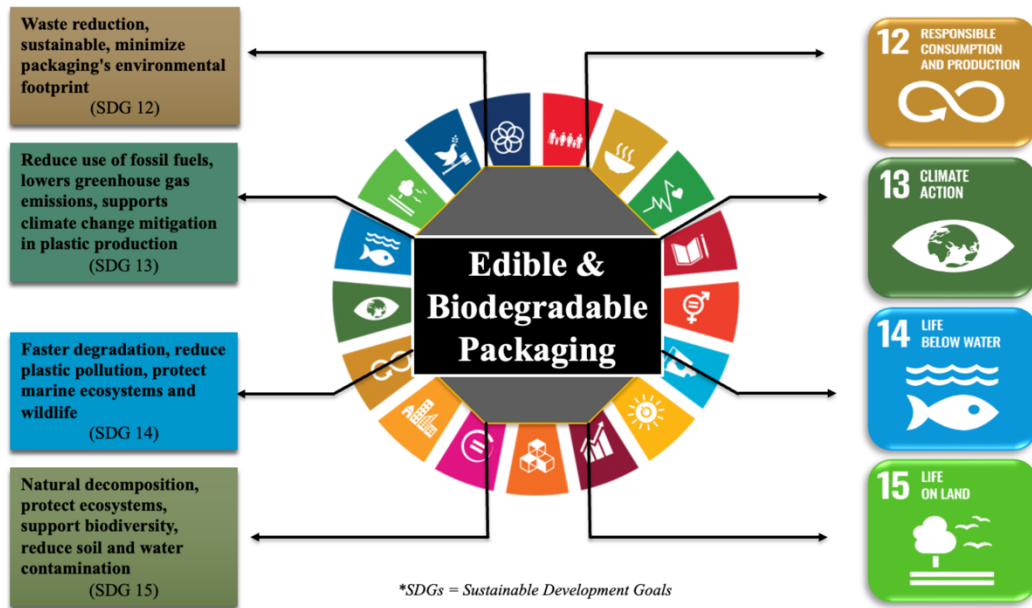 Waste reduction,
sustainable, minimize
packaging's environmental
footprint
(SDG 12)
Reduce use of fossil fuels,
lowers greenhouse gas
emissions, supports
climate change mitigation
in plastic production
(SDG 13)
Faster degradation, reduce
plastic pollution, protect
marine ecosystems and
wildlife
(SDG 14)
Natural decomposition,
protect ecosystems,
support biodiversity,
reduce soil and water
contamination
(SDG 15)
Edible &
Biodegradable
Packaging
*SDGs = Sustainable Development Goals
12 RESPONSIBLE
CONSUMPTION
AND PRODUCTION
13 CLIMATE
ACTION
14 LIFE
BELOW WATER
15 LIFE
ON LAND